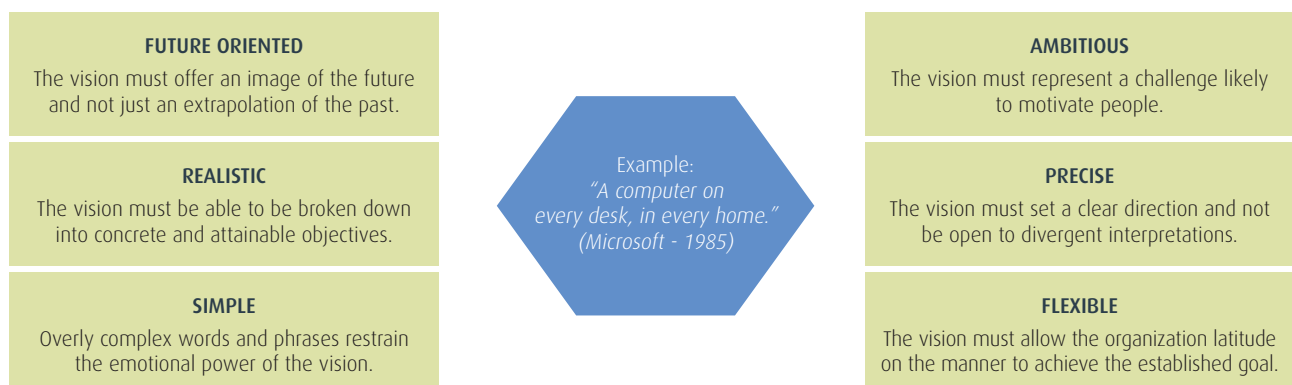 FUTURE ORIENTED
The vision must offer an image of the future
and not just an extrapolation of the past.
REALISTIC
The vision must be able to be broken down
into concrete and attainable objectives.
SIMPLE
Overly complex words and phrases restrain
the emotional power of the vision.
Example:
“A computer on
every desk, in every home.”
(Microsoft - 1985)
AMBITIOUS
The vision must represent a challenge likely
to motivate people.
PRECISE
The vision must set a clear direction and not
be open to divergent interpretations.
FLEXIBLE
The vision must allow the organization latitude
on the manner to achieve the established goal.